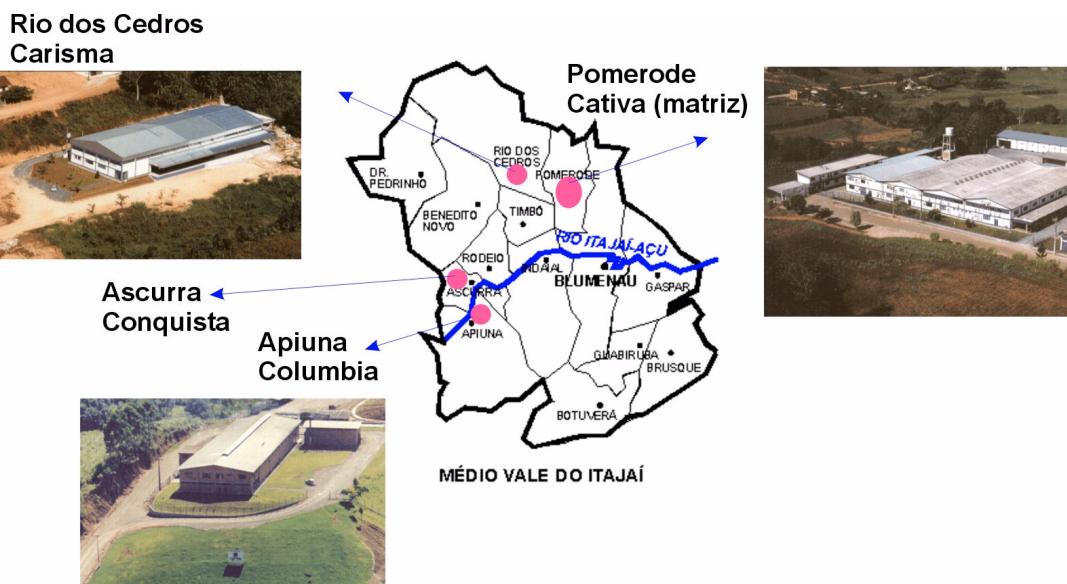 Rio dos Cedros
Carisma
Pomerode
Cativa (matriz)
RIO DOS
CEDROS
POMERODE
DR.
PEDRINHO
BENEDITO
NOVO
TIMBÓ
RIO ITAJAÍ-AÇU
RODEIO
INDAIAL
BLUMENAU
GASPAR
ASCURRA
Ascurra
Conquista
APIUNA
Apiuna
Columbia
GUABIRUBA
BRUSQUE
BOTUVERÁ
MÉDIO VALE DO ITAJAÍ